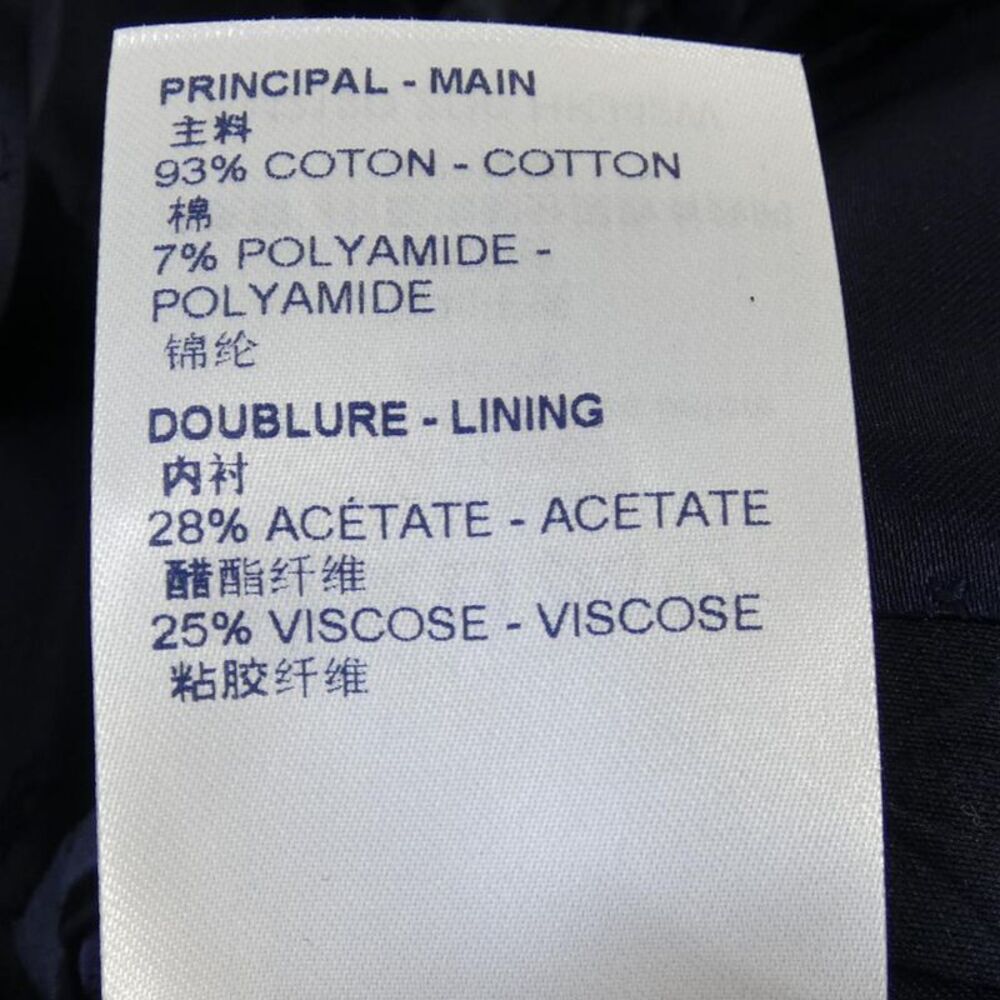 PRINCIPAL - MAIN
主料
93% COTON - COTTON
棉
7% POLYAMIDE -
POLYAMIDE
锦纶
DOUBLURE - LINING
内衬
28% ACÉTATE - ACETATE
醋酯纤维
25% VISCOSE - VISCOSE
粘胶纤维